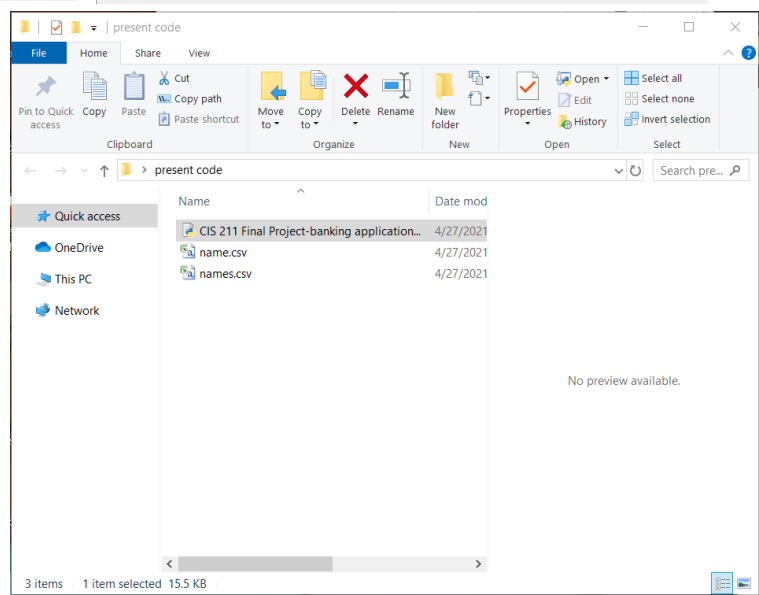 present code
File Home Share View
Pin to Quick access
Copy
Paste
Cut
Copy path
Paste shortcut
Move to
Copy to
Delete
Rename
New folder
Properties
Open
Edit
History
Select all
Select none
Invert selection
Clipboard Organize New Open Select
present code
Search pre...
Name Date mod
Quick access
OneDrive
This PC
Network
CIS 211 Final Project-banking application... 4/27/2021
name.csv 4/27/2021
names.csv 4/27/2021
No preview available.
3 items 1 item selected 15.5 KB